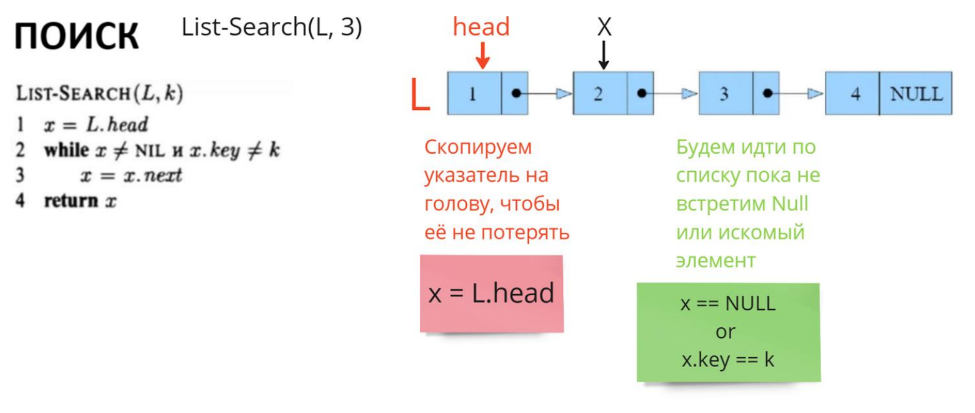 ПОИСК
List-Search(L, 3)
LIST-SEARCH(L, k)
1 x = L.head
2 while x ≠ NIL и x.key ≠ k
3 x = x.next
4 return x
head
X
L
1
2
3
4 NULL
Скопируем
указатель на
голову, чтобы
её не потерять
x = L.head
Будем идти по
списку пока не
встретим Null
или искомый
элемент
x == NULL
or
x.key == k